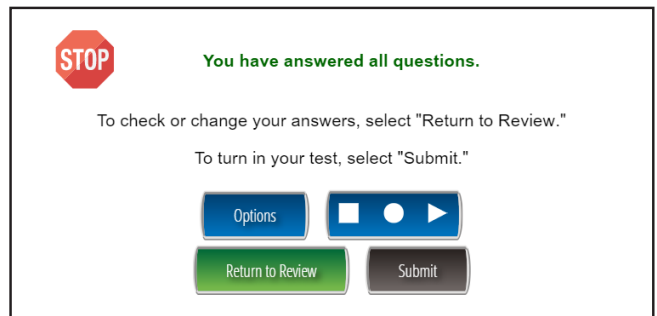 STOP
You have answered all questions.
To check or change your answers, select "Return to Review."
To turn in your test, select "Submit."
Options
Return to Review Submit